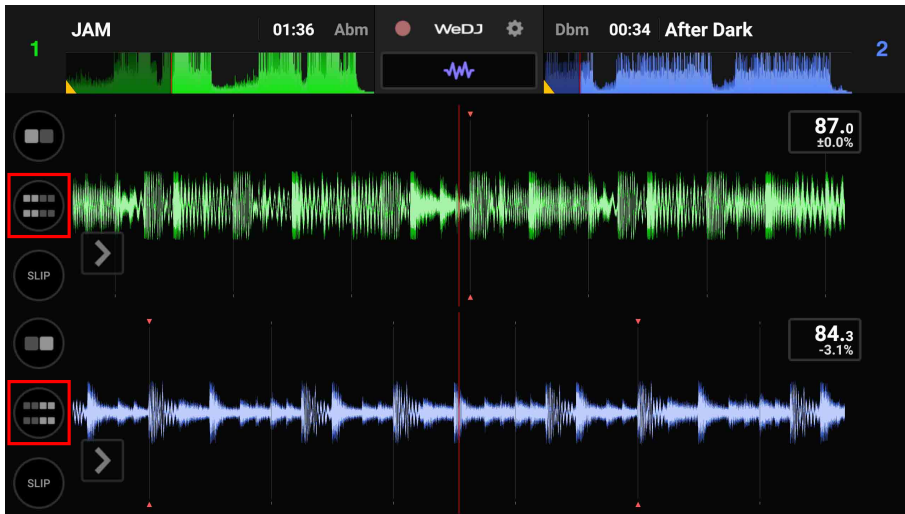 1
JAM
01:36 Abm
WeDJ
Dbm 00:34 After Dark
2
87.0
±0.0%
SLIP
84.3
-3.1%
SLIP